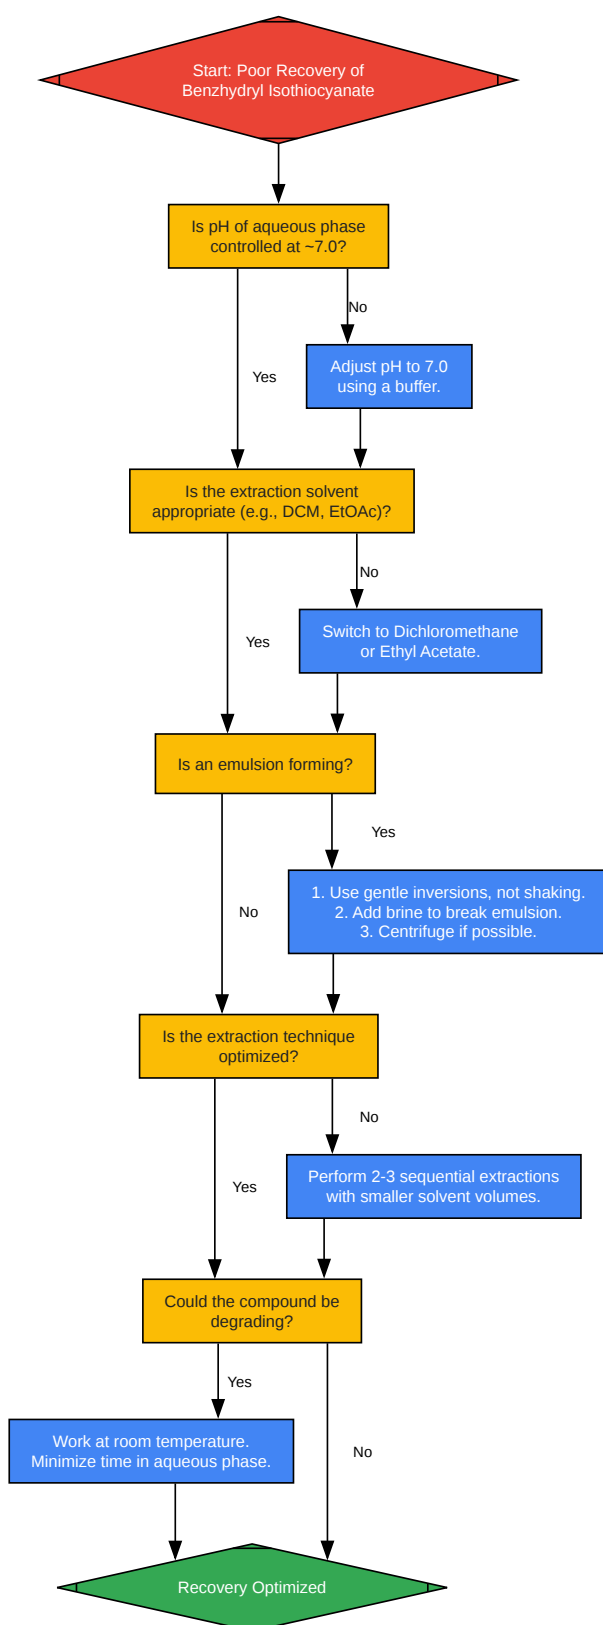 Start: Poor Recovery of
Benzhydryl Isothiocyanate
Is pH of aqueous phase
controlled at ~7.0?
No
Adjust pH to 7.0
using a buffer.
Yes
Is the extraction solvent
appropriate (e.g., DCM, EtOAc)?
No
Switch to Dichloromethane
or Ethyl Acetate.
Yes
Is an emulsion forming?
Yes
1. Use gentle inversions, not shaking.
2. Add brine to break emulsion.
3. Centrifuge if possible.
No
Is the extraction technique
optimized?
No
Perform 2-3 sequential extractions
with smaller solvent volumes.
Yes
Could the compound be
degrading?
Yes
Work at room temperature.
Minimize time in aqueous phase.
No
Recovery Optimized